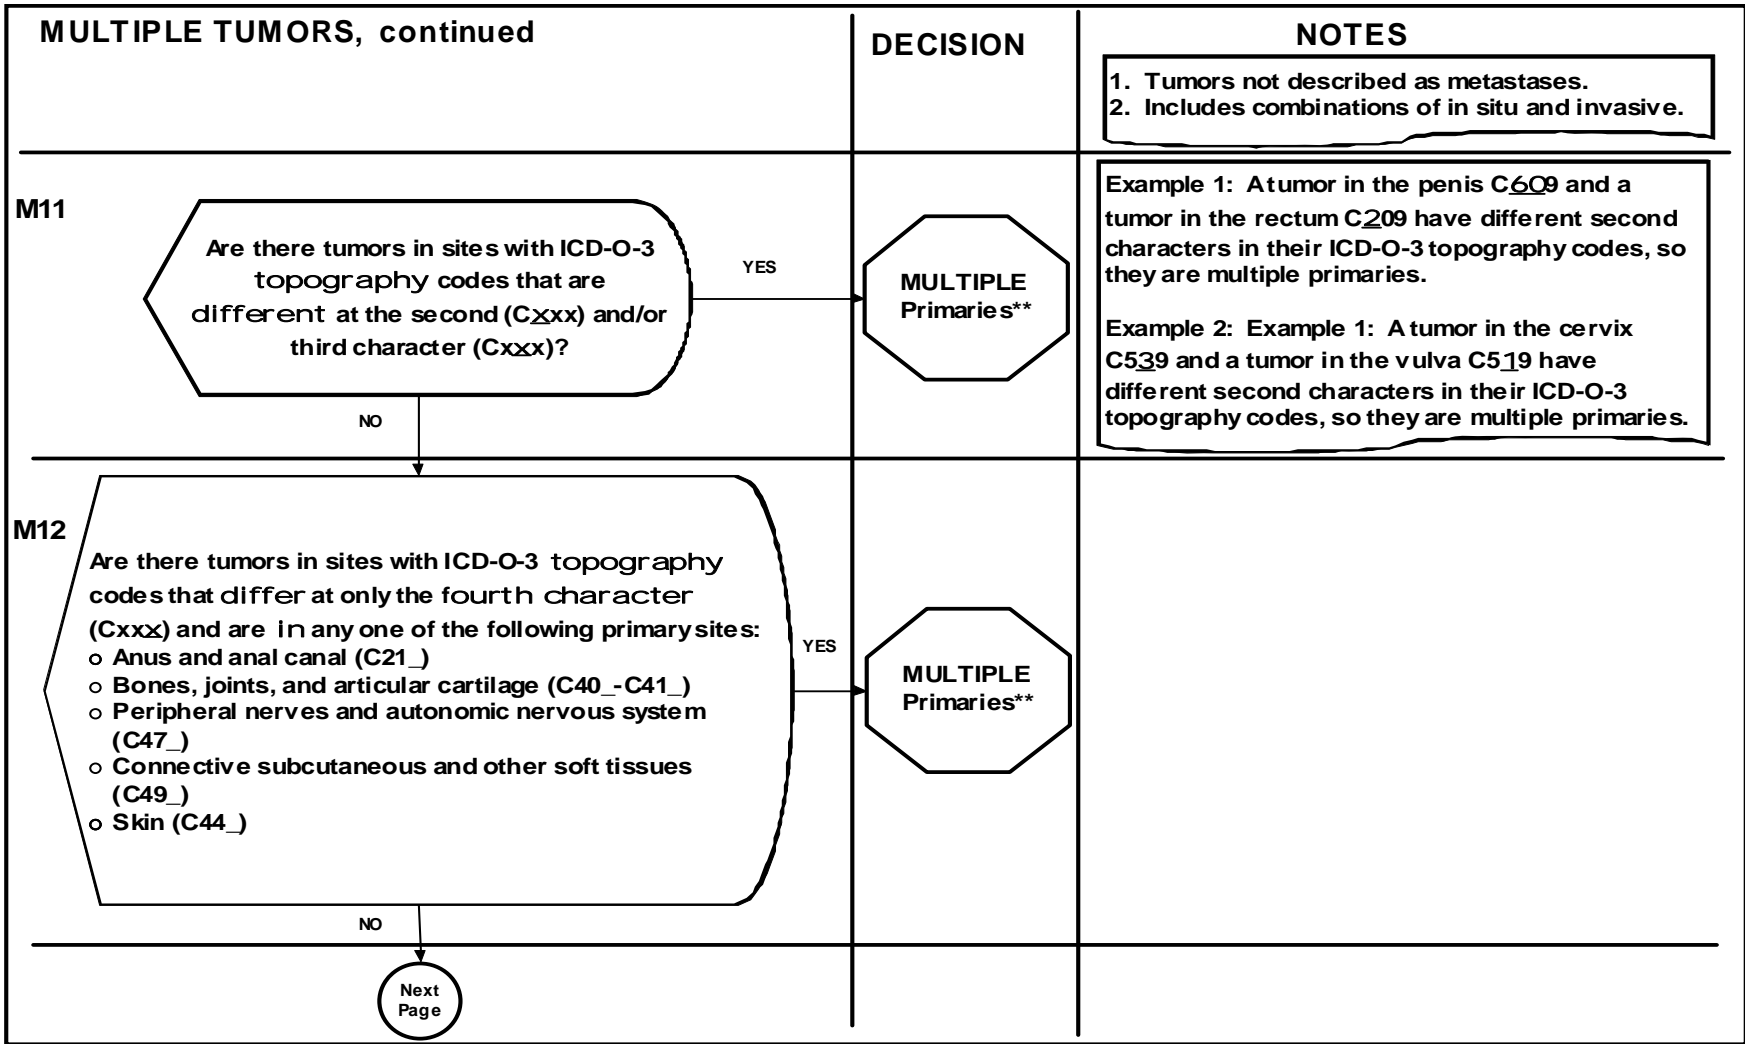 MULTIPLE TUMORS, continued
DECISION
NOTES
1. Tumors not described as metastases.
2. Includes combinations of in situ and invasive.
M11
Are there tumors in sites with ICD-O-3
topography codes that are
different at the second (Cxxx) and/or
third character (Cxxx)?
YES
NO
MULTIPLE
Primaries**
Example 1: A tumor in the penis C609 and a
tumor in the rectum C209 have different second
characters in their ICD-O-3 topography codes, so
they are multiple primaries.
Example 2: Example 1: A tumor in the cervix
C539 and a tumor in the vulva C519 have
different second characters in their ICD-O-3
topography codes, so they are multiple primaries.
M12
Are there tumors in sites with ICD-O-3 topography
codes that differ at only the fourth character
(Cxxx) and are in any one of the following primary sites:
o Anus and anal canal (C21_)
o Bones, joints, and articular cartilage (C40_-C41_)
o Peripheral nerves and autonomic nervous system
(C47_)
o Connective subcutaneous and other soft tissues
(C49_)
o Skin (C44_)
YES
NO
MULTIPLE
Primaries**
Next
Page